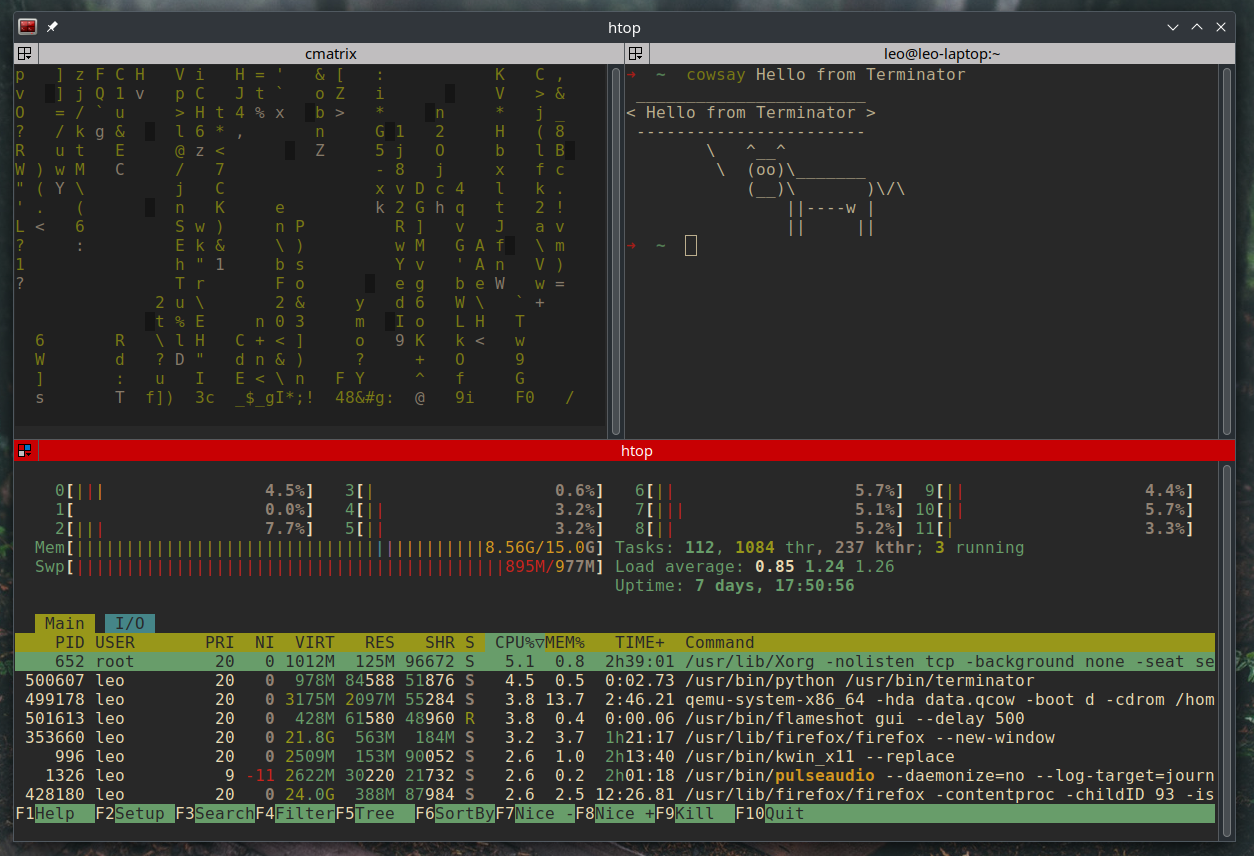 htop
cmatrix
p ] z F C H V i H = ' & [ : K C ,
v ] j Q 1 v p C J t ` o Z i V > &
O = / ` u > H t 4 % x b > * n * j _
? / k g & l 6 * , n G 1 2 H ( 8
R u t E @ z < Z 5 j O b l B
W ) w M C / 7 - 8 j x f c
" ( Y \ j C x v D c 4 l k .
' . ( n K e k 2 G h q t 2 !
L < 6 S w ) n P R ] v J a v
? : E k & \ ) w M G A f \ m
1 h " 1 b s Y v ' A n V )
? T r F o e g b e W w =
2 u \ 2 & y d 6 W \ ` +
t % E n 0 3 m I o L H T
6 R \ l H C + < ] o 9 K k < w
W d ? D " d n & ) ? + O 9
] : u I E < \ n F Y ^ f G
s T f]) 3c _$_gI*;! 48&#g: @ 9i F0 /
leo@leo-laptop:~
➜ ~ cowsay Hello from Terminator
 _______________________
< Hello from Terminator >
 -----------------------
        \   ^__^
         \  (oo)\_______
            (__)\       )\/\
                ||----w |
                ||     ||
➜ ~
htop
0[||| 4.5%] 3[| 0.6%] 6[|| 5.7%] 9[|| 4.4%]
1[ 0.0%] 4[|| 3.2%] 7[||| 5.1%] 10[|| 5.7%]
2[||| 7.7%] 5[|| 3.2%] 8[|| 5.2%] 11[| 3.3%]
Mem[|||||||||||||||||||||||||||||||||||||||||8.56G/15.0G] Tasks: 112, 1084 thr, 237 kthr; 3 running
Swp[|||||||||||||||||||||||||||||||||||||||||||895M/977M] Load average: 0.85 1.24 1.26
Uptime: 7 days, 17:50:56
Main I/O
PID USER PRI NI VIRT RES SHR S CPU%▽MEM% TIME+ Command
652 root 20 0 1012M 125M 96672 S 5.1 0.8 2h39:01 /usr/lib/Xorg -nolisten tcp -background none -seat se
500607 leo 20 0 978M 84588 51876 S 4.5 0.5 0:02.73 /usr/bin/python /usr/bin/terminator
499178 leo 20 0 3175M 2097M 55284 S 3.8 13.7 2:46.21 qemu-system-x86_64 -hda data.qcow -boot d -cdrom /hom
501613 leo 20 0 428M 61580 48960 R 3.8 0.4 0:00.06 /usr/bin/flameshot gui --delay 500
353660 leo 20 0 21.8G 563M 184M S 3.2 3.7 1h21:17 /usr/lib/firefox/firefox --new-window
996 leo 20 0 2509M 153M 90052 S 2.6 1.0 2h13:40 /usr/bin/kwin_x11 --replace
1326 leo 9 -11 2622M 30220 21732 S 2.6 0.2 2h01:18 /usr/bin/pulseaudio --daemonize=no --log-target=journ
428180 leo 20 0 24.0G 388M 87984 S 2.6 2.5 12:26.81 /usr/lib/firefox/firefox -contentproc -childID 93 -is
F1Help F2Setup F3SearchF4FilterF5Tree F6SortByF7Nice -F8Nice +F9Kill F10Quit